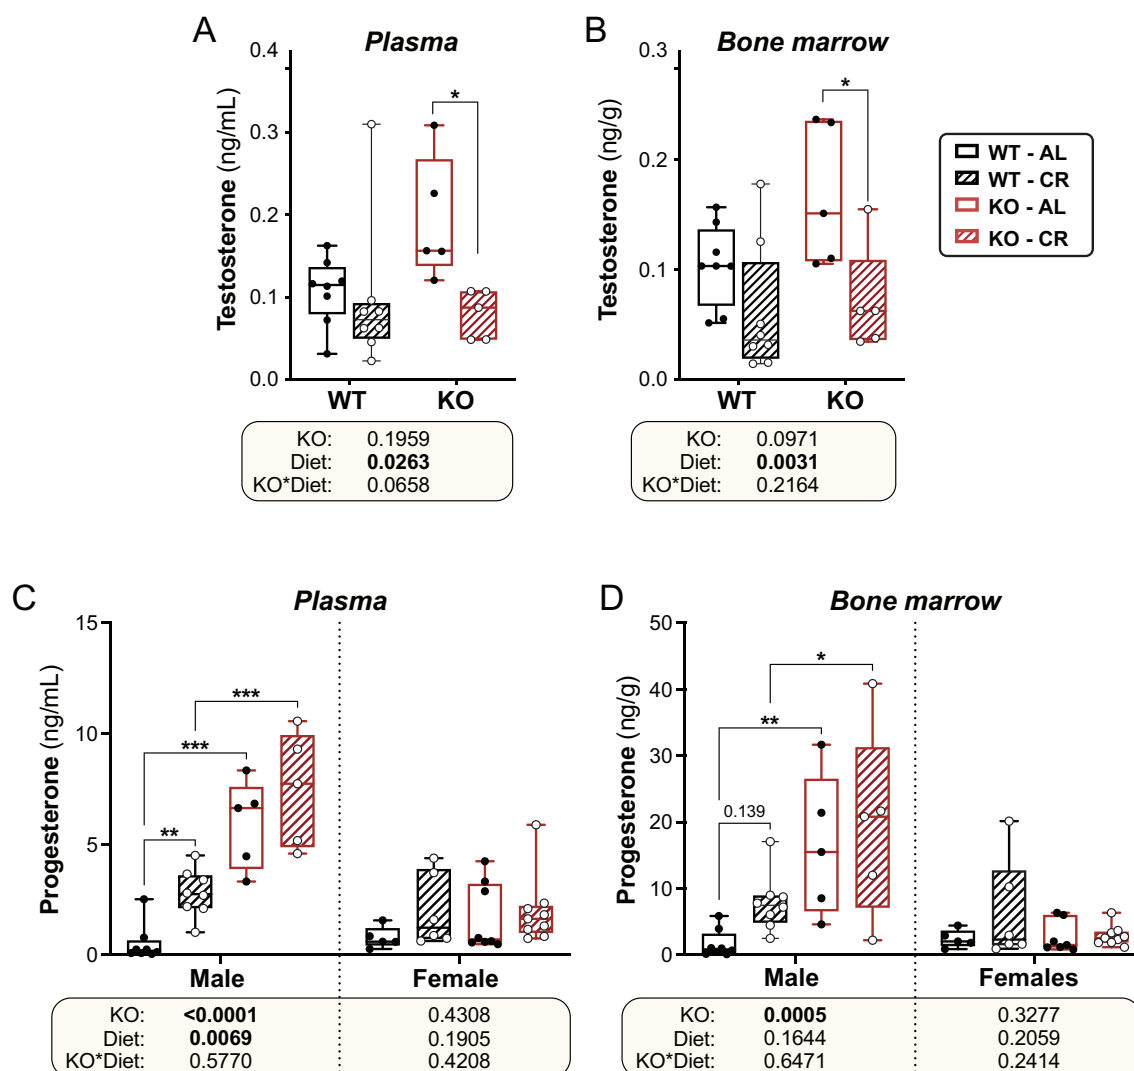 A
Plasma
Testosterone (ng/mL)
0.4
0.3
0.2
0.1
0.0
*
WT
KO
KO: 0.1959
Diet: 0.0263
KO*Diet: 0.0658
B
Bone marrow
Testosterone (ng/g)
0.3
0.2
0.1
0.0
*
WT
KO
KO: 0.0971
Diet: 0.0031
KO*Diet: 0.2164
WT - AL
WT - CR
KO - AL
KO - CR
C
Plasma
Progesterone (ng/mL)
15
10
5
0
***
***
**
Male
Female
KO: <0.0001 0.4308
Diet: 0.0069 0.1905
KO*Diet: 0.5770 0.4208
D
Bone marrow
Progesterone (ng/g)
50
40
30
20
10
0
*
**
0.139
Male
Females
KO: 0.0005 0.3277
Diet: 0.1644 0.2059
KO*Diet: 0.6471 0.2414